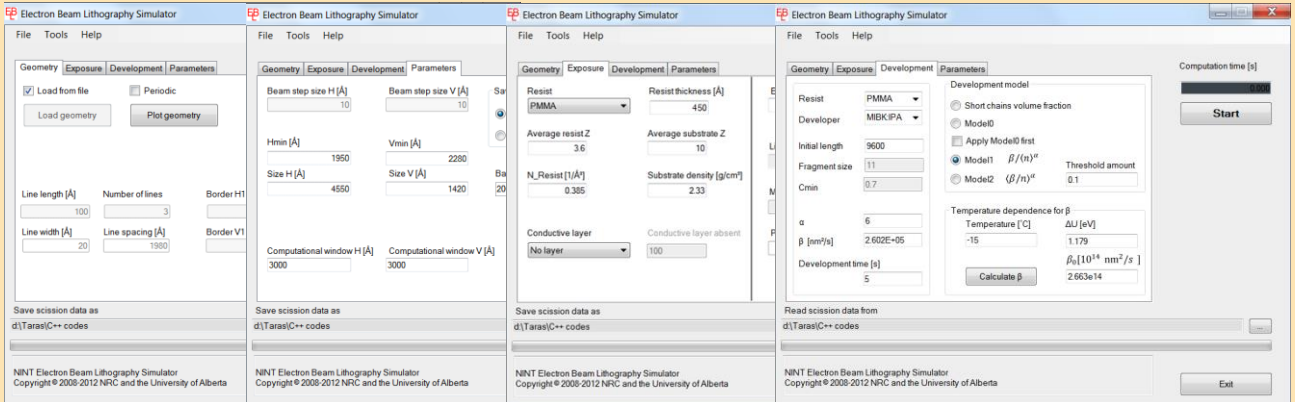 Electron Beam Lithography Simulator
File Tools Help
Geometry Exposure Development Parameters
Load from file Periodic
Load geometry Plot geometry
Line length [Å] Number of lines Border H1
100 3
Line width [Å] Line spacing [Å] Border V1
20 1980
Save scission data as
d:\Taras\C++ codes
NINT Electron Beam Lithography Simulator
Copyright © 2008-2012 NRC and the University of Alberta
Electron Beam Lithography Simulator
File Tools Help
Geometry Exposure Development Parameters
Beam step size H [Å] Beam step size V [Å]
10 10
Hmin [Å] Vmin [Å]
1950 2280
Size H [Å] Size V [Å] Ba
4550 1420 20
Computational window H [Å] Computational window V [Å]
3000 3000
Save scission data as
d:\Taras\C++ codes
NINT Electron Beam Lithography Simulator
Copyright © 2008-2012 NRC and the University of Alberta
Electron Beam Lithography Simulator
File Tools Help
Geometry Exposure Development Parameters
Resist Resist thickness [Å]
PMMA 450
Average resist Z Average substrate Z
3.6 10
N_Resist [1/Å³] Substrate density [g/cm³]
0.385 2.33
Conductive layer Conductive layer absent
No layer 100
Save scission data as
d:\Taras\C++ codes
NINT Electron Beam Lithography Simulator
Copyright © 2008-2012 NRC and the University of Alberta
Electron Beam Lithography Simulator
File Tools Help
Geometry Exposure Development Parameters
Resist PMMA
Developer MIBK:IPA
Initial length 9600
Fragment size 11
Cmin 0.7
α 6
β [nm²/s] 2.602E+05
Development time [s]
5
Development model
Short chains volume fraction
Model0
Apply Model0 first
Model1 β/⟨n⟩^α Threshold amount
Model2 ⟨β/n⟩^α 0.1
Temperature dependence for β
Temperature [˚C] ΔU [eV]
-15 1.179
β₀[10¹⁴ nm²/s ]
Calculate β 2.663e14
Computation time [s]
0.000
Start
Read scission data from
d:\Taras\C++ codes ...
NINT Electron Beam Lithography Simulator
Copyright © 2008-2012 NRC and the University of Alberta
Exit